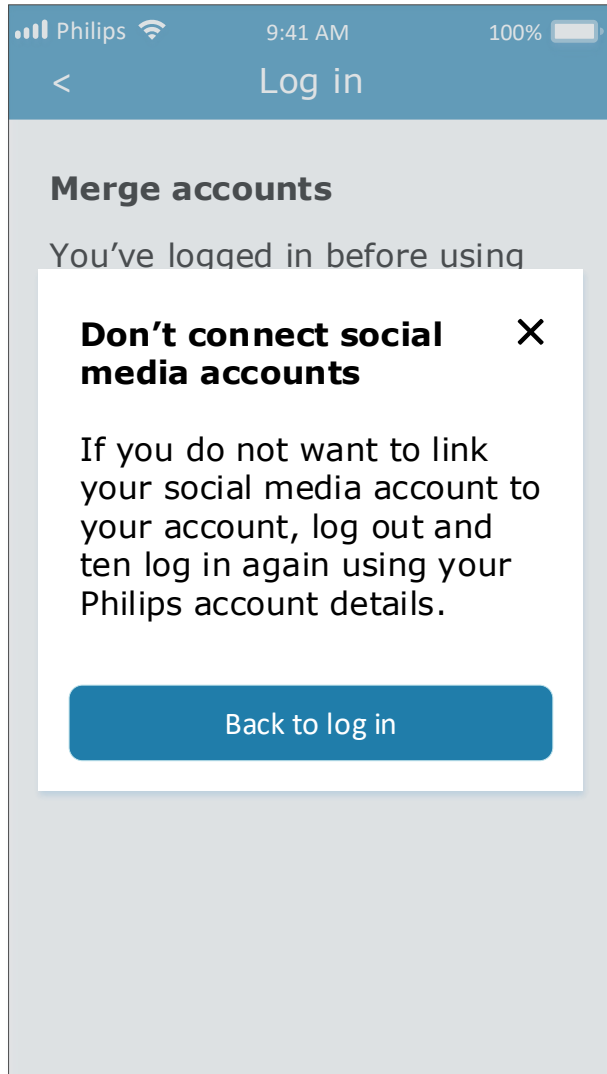 Philips 9:41 AM 100%
< Log in
Merge accounts
You’ve logged in before using
Don’t connect social
media accounts
If you do not want to link
your social media account to
your account, log out and
ten log in again using your
Philips account details.
Back to log in